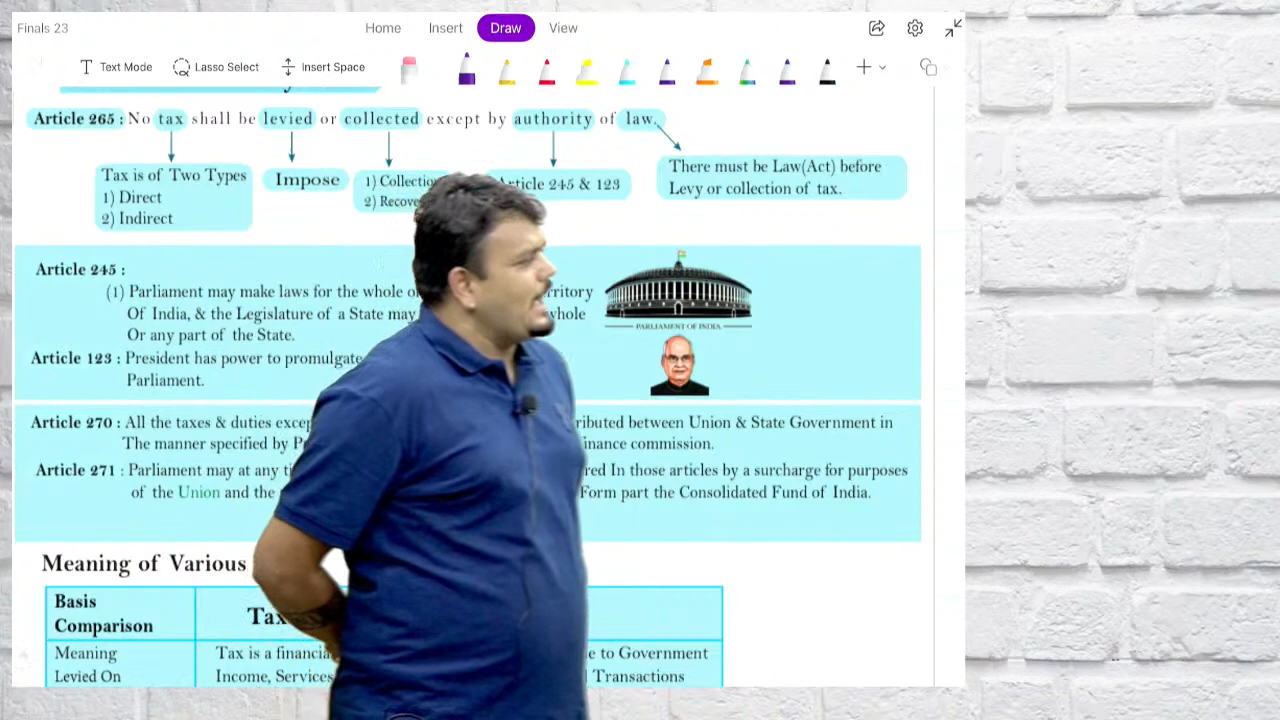 Finals 23
Home Insert Draw View
Text Mode Lasso Select Insert Space
Article 265 : No tax shall be levied or collected except by authority of law.
Tax is of Two Types
1) Direct
2) Indirect
Impose
1) Collection
2) Recove
Article 245 & 123
There must be Law(Act) before
Levy or collection of tax.
Article 245 :
(1) Parliament may make laws for the whole o rritory
Of India, & the Legislature of a State may whole
Or any part of the State.
PARLIAMENT OF INDIA
Article 123 : President has power to promulgate
Parliament.
Article 270 : All the taxes & duties excep ributed between Union & State Government in
The manner specified by P inance commission.
Article 271 : Parliament may at any ti red In those articles by a surcharge for purposes
of the Union and the Form part the Consolidated Fund of India.
Meaning of Various
Basis
Comparison
Tax
Meaning Tax is a financia e to Government
Levied On Income, Services Transactions